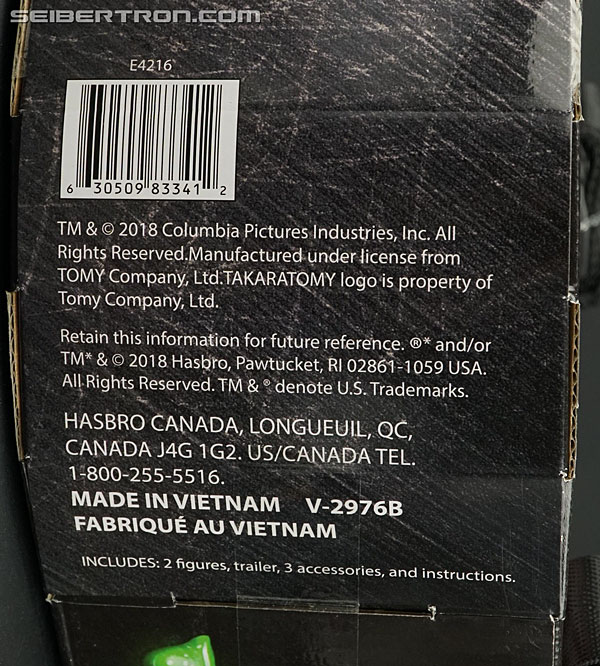 SEIBERTRON.COM
E4216
6 30509 83341 2
TM & © 2018 Columbia Pictures Industries, Inc. All
Rights Reserved.Manufactured under license from
TOMY Company, Ltd.TAKARATOMY logo is property of
Tomy Company, Ltd.
Retain this information for future reference. ®* and/or
TM* & © 2018 Hasbro, Pawtucket, RI 02861-1059 USA.
All Rights Reserved. TM & ® denote U.S. Trademarks.
HASBRO CANADA, LONGUEUIL, QC,
CANADA J4G 1G2. US/CANADA TEL.
1-800-255-5516.
MADE IN VIETNAM V-2976B
FABRIQUÉ AU VIETNAM
INCLUDES: 2 figures, trailer, 3 accessories, and instructions.